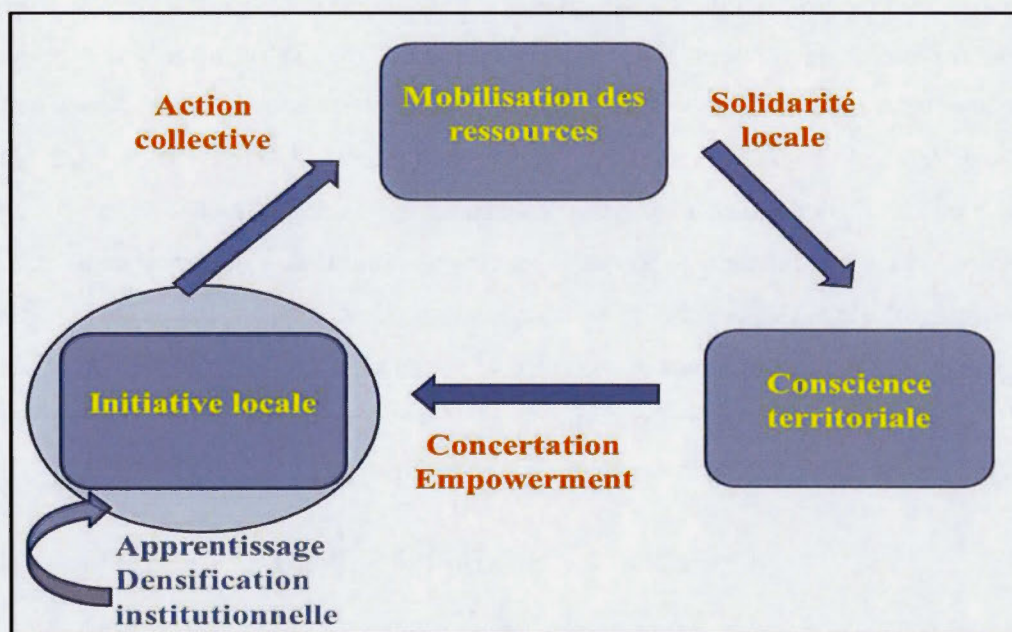 Action
collective
Mobilisation des
ressources
Solidarité
locale
Initiative locale
Conscience
territoriale
Concertation
Empowerment
Apprentissage
Densification
institutionnelle